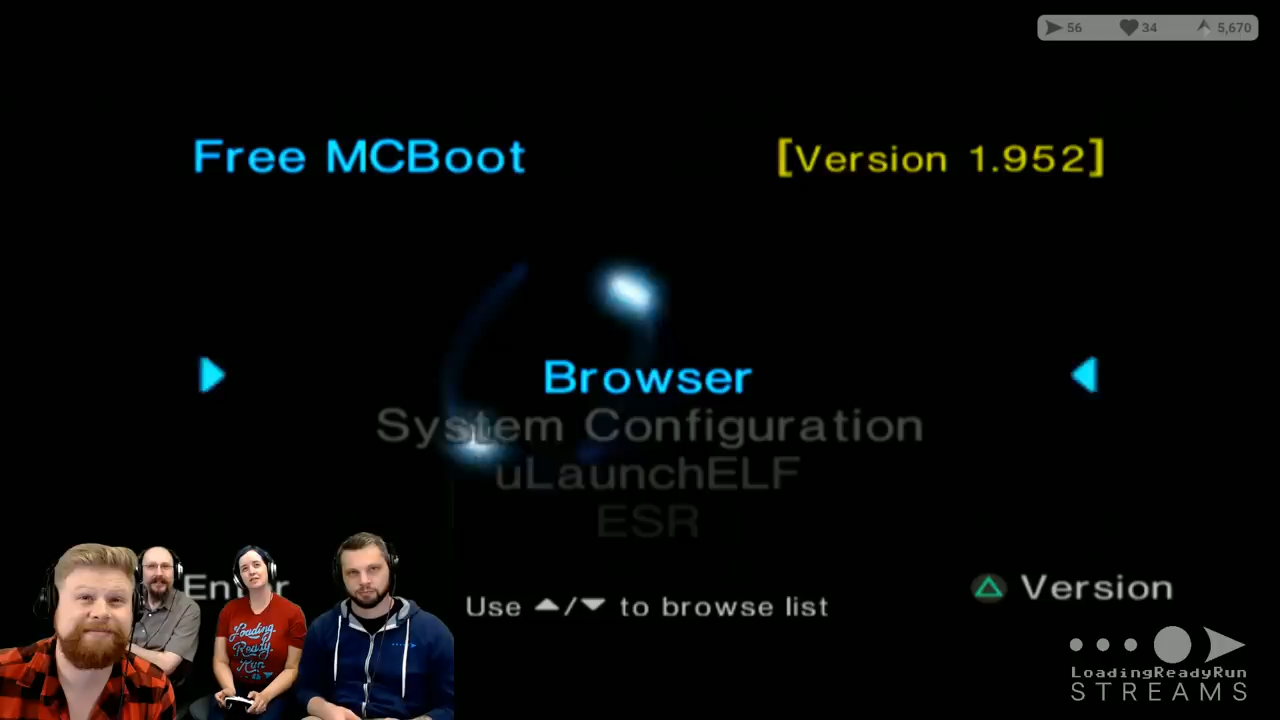 56 34 5,670
Free MCBoot [Version 1.952]
Browser
System Configuration
uLaunchELF
ESR
Enter
Version
Use ▲/▼ to browse list
Loading
Ready
Run
LoadingReadyRun
STREAMS